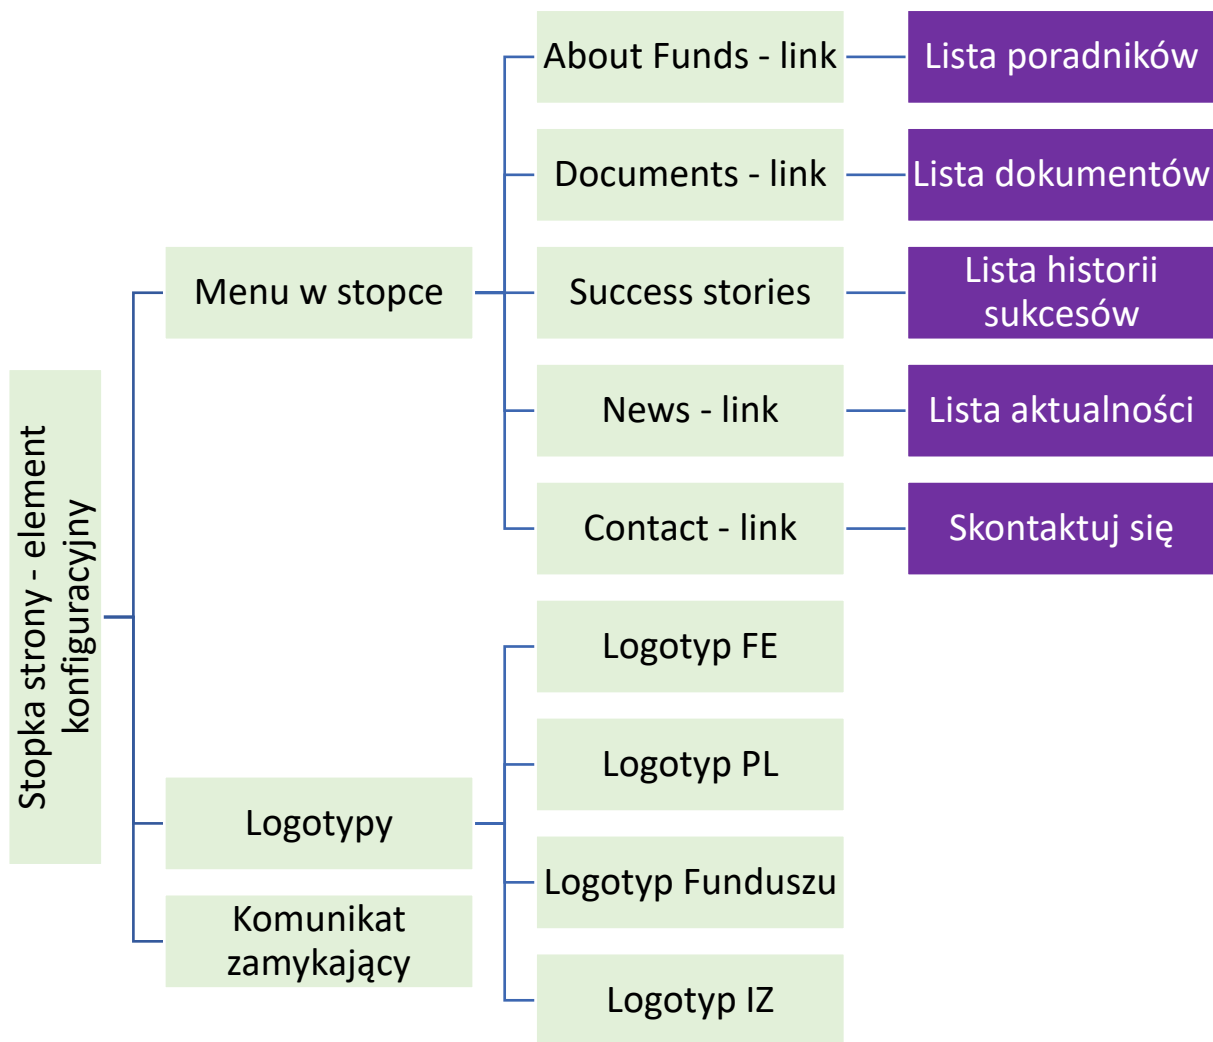 Stopka strony - element
konfiguracyjny
Menu w stopce
About Funds - link
Lista poradników
Documents - link
Lista dokumentów
Success stories
Lista historii
sukcesów
News - link
Lista aktualności
Contact - link
Skontaktuj się
Logotypy
Logotyp FE
Logotyp PL
Logotyp Funduszu
Logotyp IZ
Komunikat
zamykający